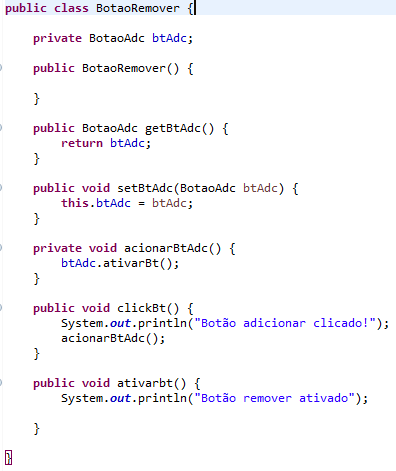 public class BotaoRemover {
private BotaoAdc btAdc;
public BotaoRemover() {
}
public BotaoAdc getBtAdc() {
return btAdc;
}
public void setBtAdc(BotaoAdc btAdc) {
this.btAdc = btAdc;
}
private void acionarBtAdc() {
btAdc.ativarBt();
}
public void clickBt() {
System.out.println("Botão adicionar clicado!");
acionarBtAdc();
}
public void ativarbt() {
System.out.println("Botão remover ativado");
}
}